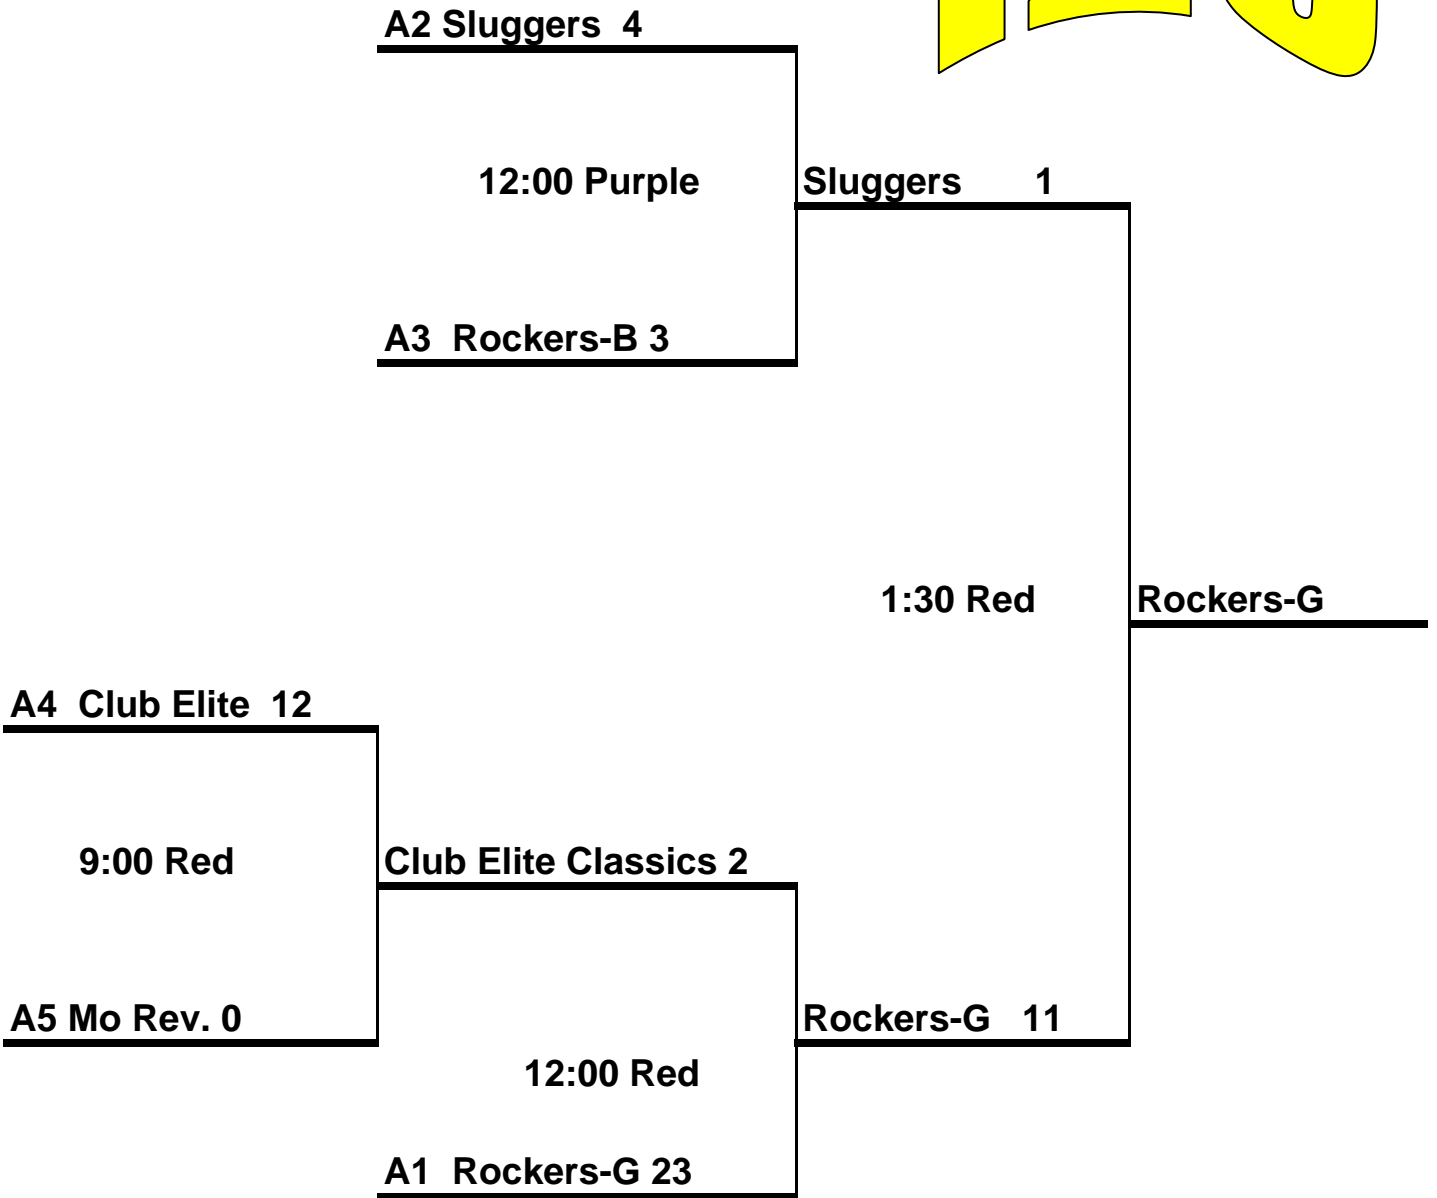 A2 Sluggers 4
12:00 Purple
Sluggers 1
A3 Rockers-B 3
1:30 Red
Rockers-G
A4 Club Elite 12
9:00 Red
Club Elite Classics 2
A5 Mo Rev. 0
Rockers-G 11
12:00 Red
A1 Rockers-G 23